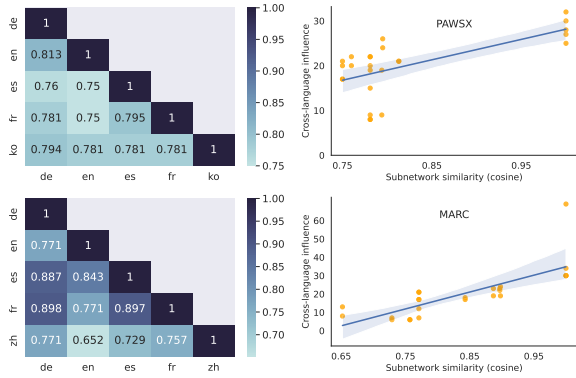 de
en
es
fr
ko
1
0.813 1
0.76 0.75 1
0.781 0.75 0.795 1
0.794 0.781 0.781 0.781 1
de en es fr ko
1.00
0.95
0.90
0.85
0.80
0.75
PAWSX
Cross-language influence
30
20
10
0
0.75 0.85 0.95
Subnetwork similarity (cosine)
de
en
es
fr
zh
1
0.771 1
0.887 0.843 1
0.898 0.771 0.897 1
0.771 0.652 0.729 0.757 1
de en es fr zh
1.00
0.95
0.90
0.85
0.80
0.75
0.70
MARC
Cross-language influence
60
50
40
30
20
10
0
0.65 0.75 0.85 0.95
Subnetwork similarity (cosine)